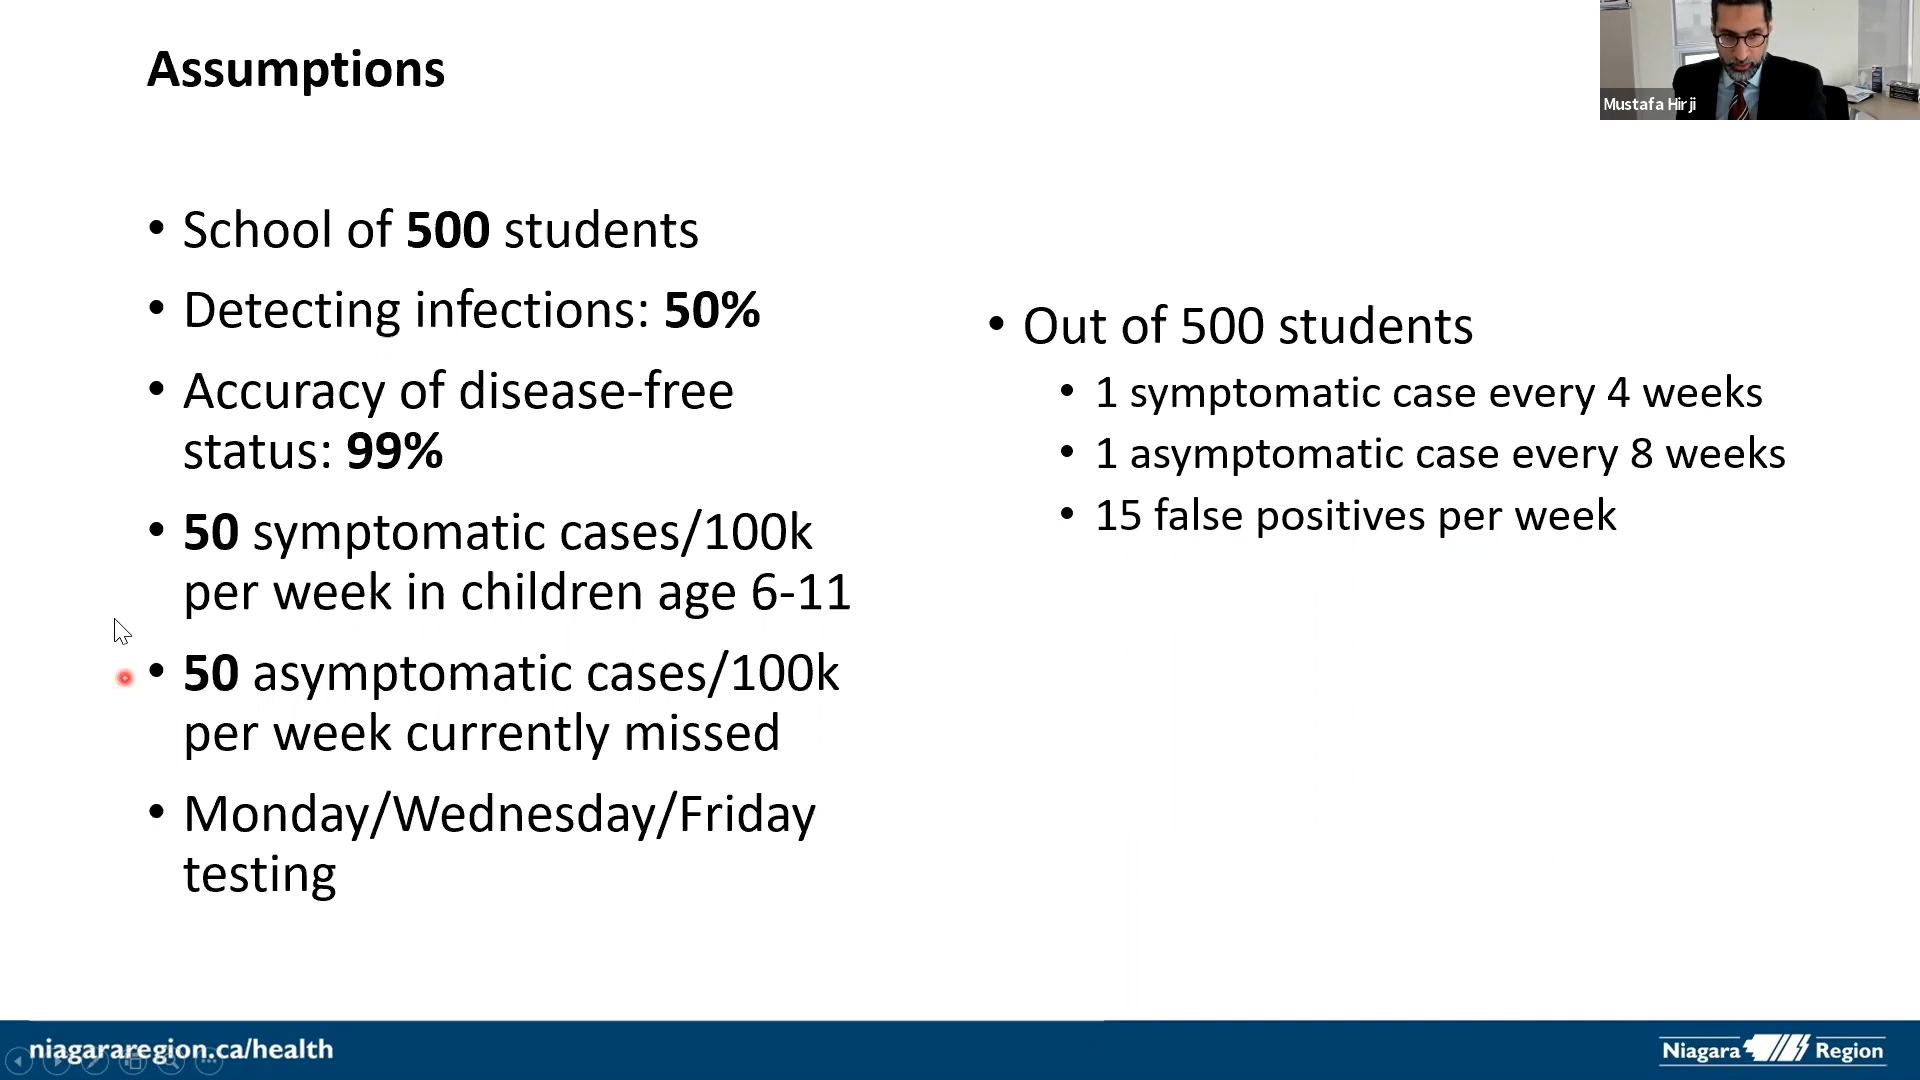 Assumptions
Mustafa Hirji
• School of 500 students
• Detecting infections: 50%
• Accuracy of disease-free
status: 99%
• 50 symptomatic cases/100k
per week in children age 6-11
• 50 asymptomatic cases/100k
per week currently missed
• Monday/Wednesday/Friday
testing
• Out of 500 students
• 1 symptomatic case every 4 weeks
• 1 asymptomatic case every 8 weeks
• 15 false positives per week
niagararegion.ca/health
Niagara Region